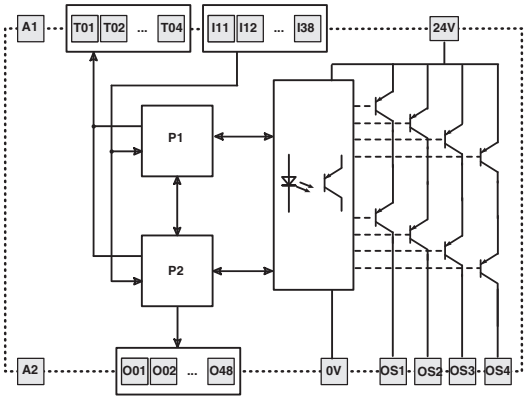 A1 T01 T02 ... T04 I11 I12 ... I38 24V
P1
P2
A2 O01 O02 ... O48 0V OS1 OS2 OS3 OS4